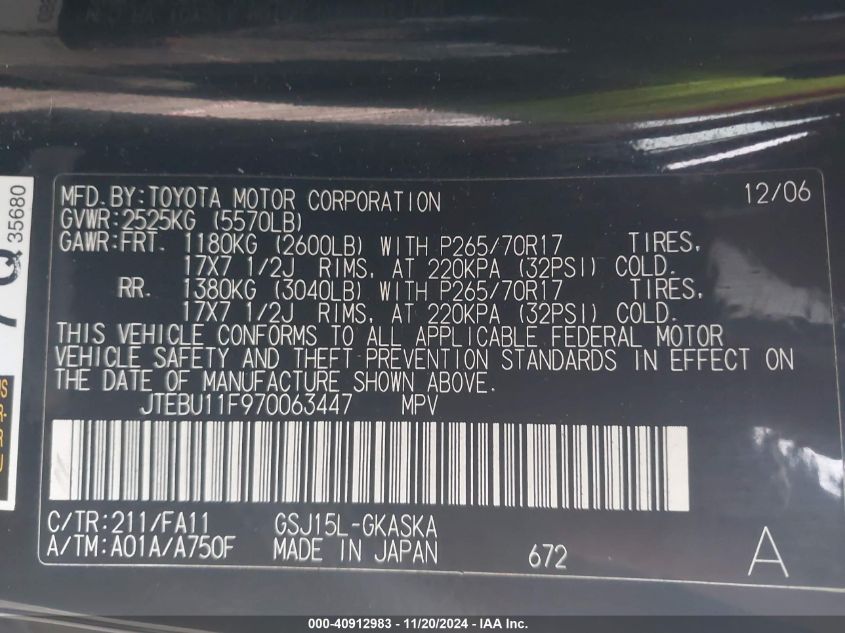 MFD.BY:TOYOTA MOTOR CORPORATION 12/06
GVWR:2525KG (5570LB)
GAWR:FRT. 1180KG (2600LB) WITH P265/70R17 TIRES,
17X7 1/2J RIMS, AT 220KPA (32PSI) COLD.
RR. 1380KG (3040LB) WITH P265/70R17 TIRES,
17X7 1/2J RIMS, AT 220KPA (32PSI) COLD.
THIS VEHICLE CONFORMS TO ALL APPLICABLE FEDERAL MOTOR
VEHICLE SAFETY AND THEFT PREVENTION STANDARDS IN EFFECT ON
THE DATE OF MANUFACTURE SHOWN ABOVE.
JTEBU11F970063447 MPV
C/TR:211/FA11 GSJ15L-GKASKA
A/TM:A01A/A750F MADE IN JAPAN 672 A
35680
000-40912983 - 11/20/2024 - IAA Inc.